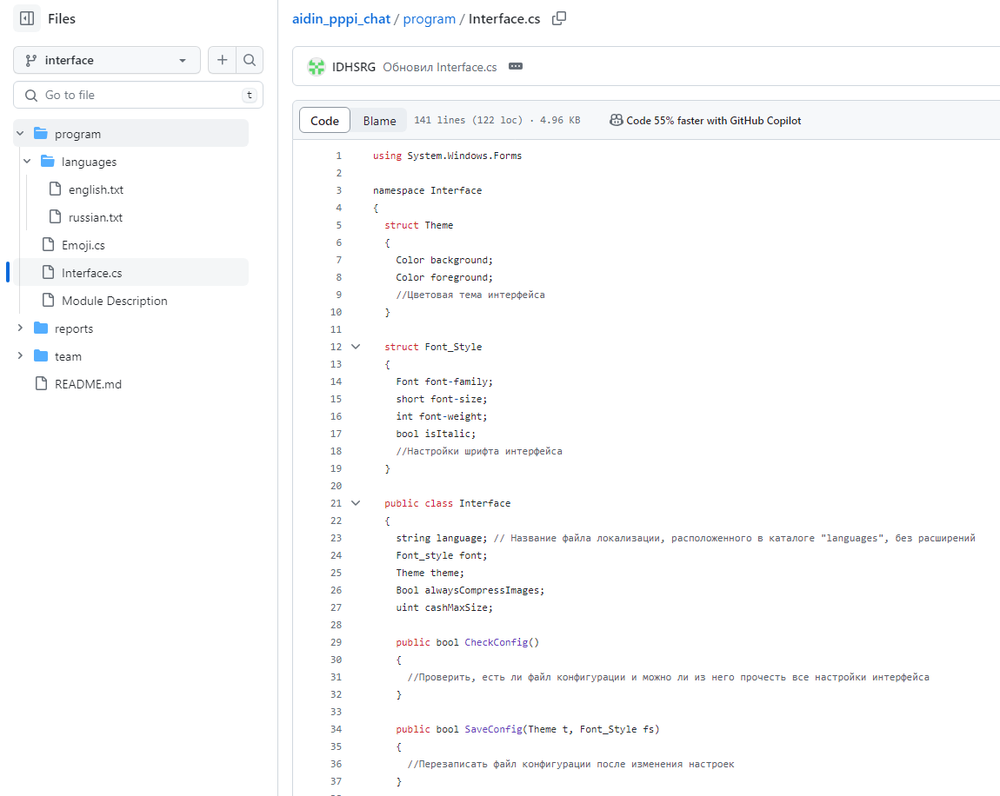 Files
interface
Go to file
t
program
languages
english.txt
russian.txt
Emoji.cs
Interface.cs
Module Description
reports
team
README.md
aidin_pppi_chat / program / Interface.cs
IDHSRG Обновил Interface.cs
Code Blame 141 lines (122 loc) · 4.96 KB Code 55% faster with GitHub Copilot
1 using System.Windows.Forms
2
3 namespace Interface
4 {
5 struct Theme
6 {
7 Color background;
8 Color foreground;
9 //Цветовая тема интерфейса
10 }
11
12 struct Font_Style
13 {
14 Font font-family;
15 short font-size;
16 int font-weight;
17 bool isItalic;
18 //Настройки шрифта интерфейса
19 }
20
21 public class Interface
22 {
23 string language; // Название файла локализации, расположенного в каталоге "languages", без расширений
24 Font_style font;
25 Theme theme;
26 Bool alwaysCompressImages;
27 uint cashMaxSize;
28
29 public bool CheckConfig()
30 {
31 //Проверить, есть ли файл конфигурации и можно ли из него прочесть все настройки интерфейса
32 }
33
34 public bool SaveConfig(Theme t, Font_Style fs)
35 {
36 //Перезаписать файл конфигурации после изменения настроек
37 }